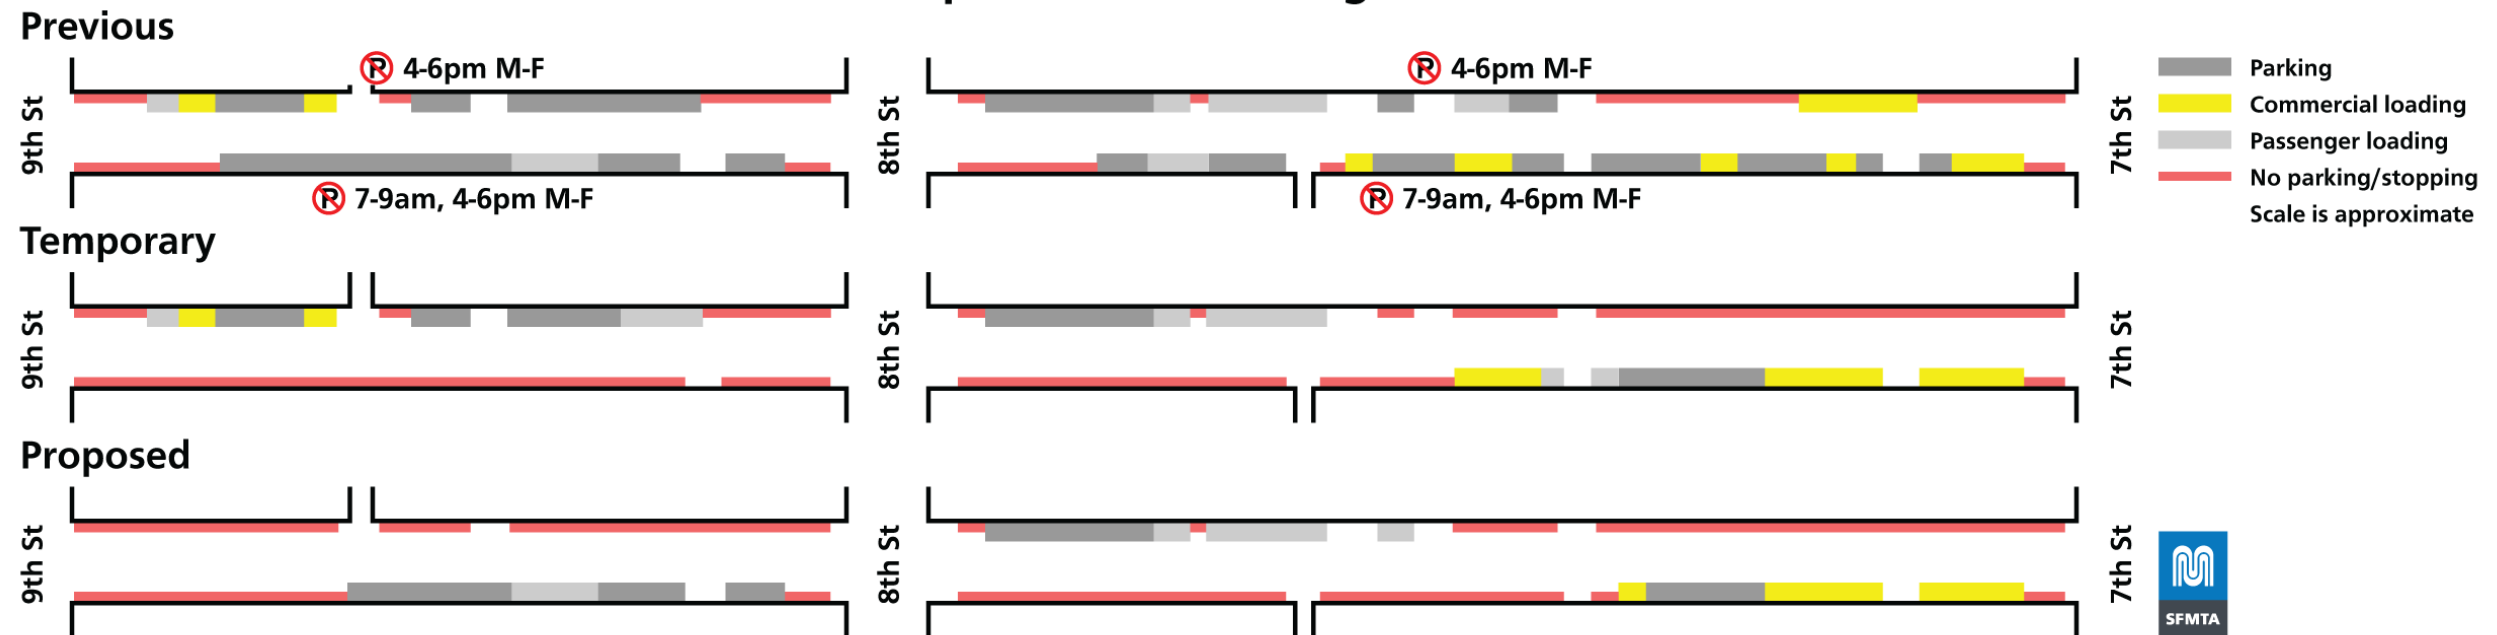 Previous
4-6pm M-F
4-6pm M-F
9th St
8th St
7th St
7-9am, 4-6pm M-F
7-9am, 4-6pm M-F
Parking
Commercial loading
Passenger loading
No parking/stopping
Scale is approximate
Temporary
9th St
8th St
7th St
Proposed
9th St
8th St
7th St
SFMTA